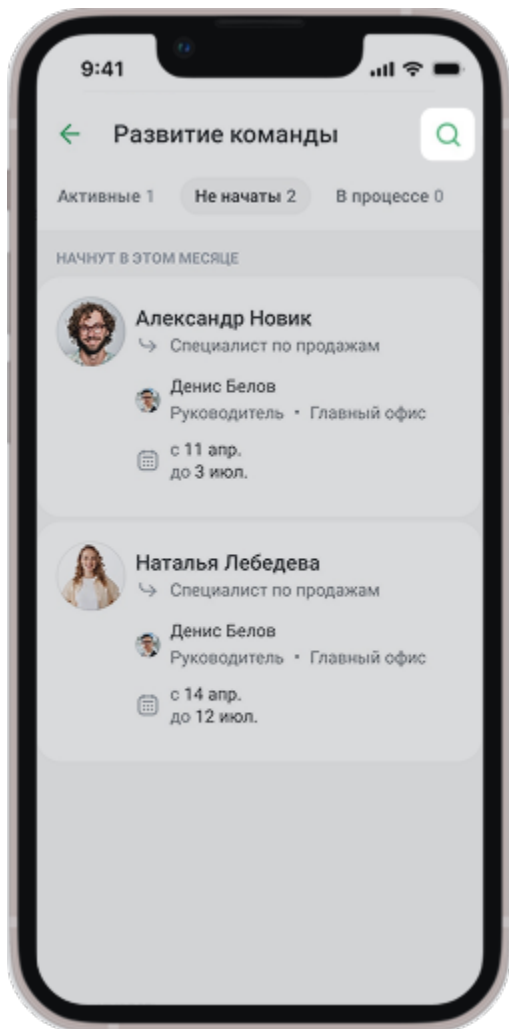 9:41
Развитие команды
Активные 1 Не начаты 2 В процессе 0
НАЧНУТ В ЭТОМ МЕСЯЦЕ
Александр Новик
Специалист по продажам
Денис Белов
Руководитель • Главный офис
с 11 апр.
до 3 июл.
Наталья Лебедева
Специалист по продажам
Денис Белов
Руководитель • Главный офис
с 14 апр.
до 12 июл.